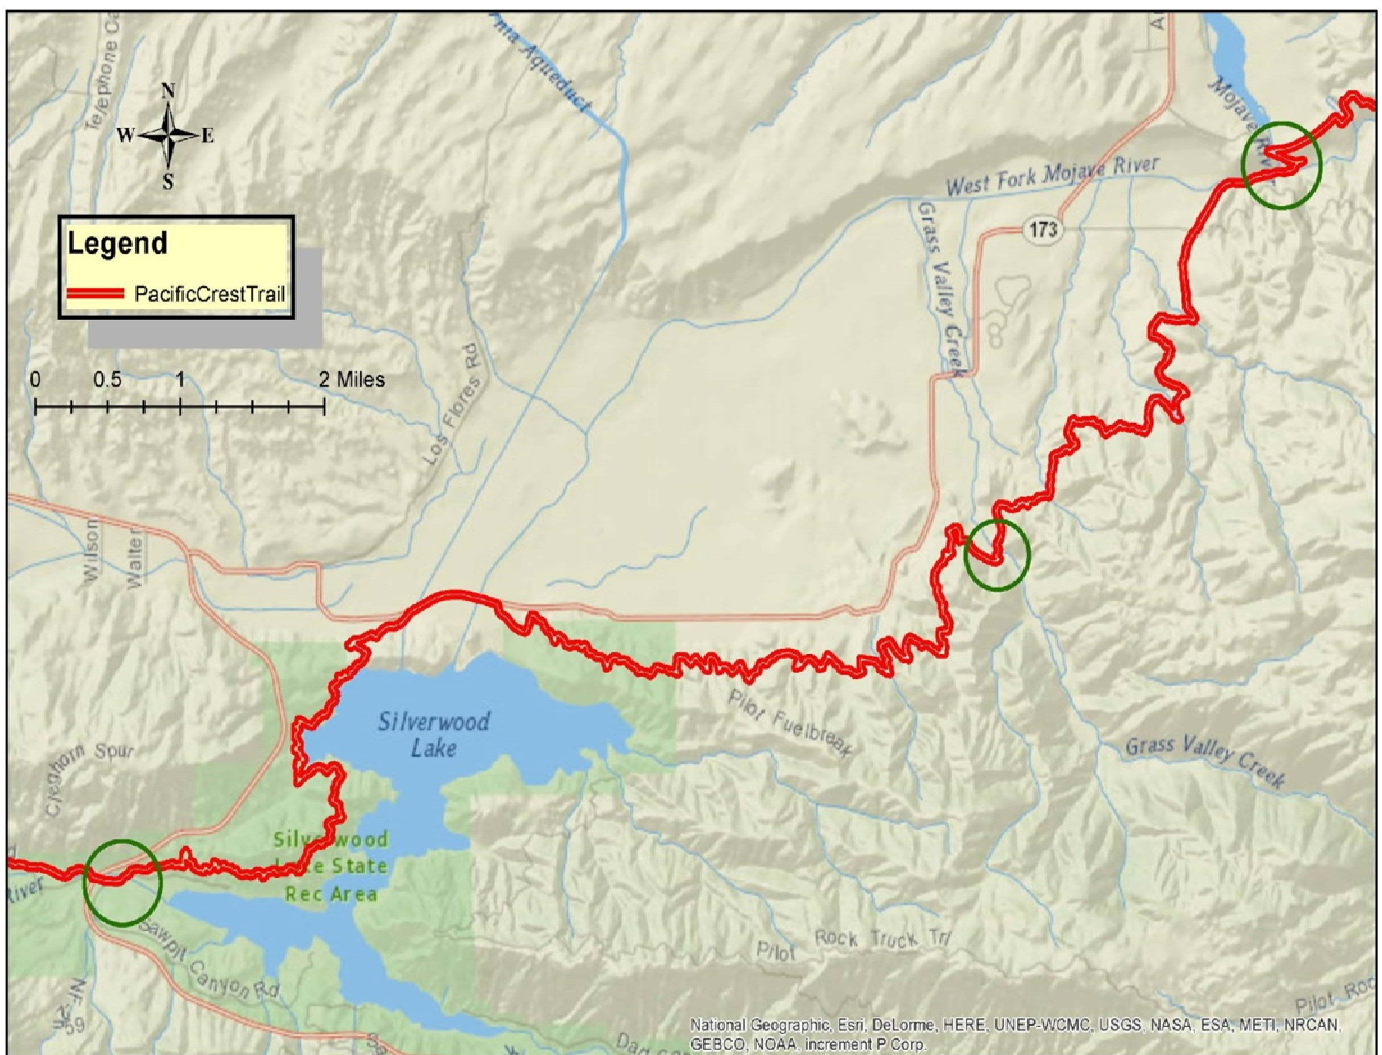 Telephone Ca
rnia Aqueduct
N
W E
S
Mojave River
West Fork Mojave River
Legend
PacificCrestTrail
173
Grass Valley Creek
0 0.5 1 2 Miles
Los Flores Rd
Wilson
Walter
Silverwood
Lake
Pilot Fuelbreak
Cleghorn Spur
Grass Valley Creek
Silverwood
Lake State
Rec Area
River
Sawpit Canyon Rd
Pilot Rock Truck Trl
Pilot Roc
National Geographic, Esri, DeLorme, HERE, UNEP-WCMC, USGS, NASA, ESA, METI, NRCAN,
GEBCO, NOAA, increment P Corp.